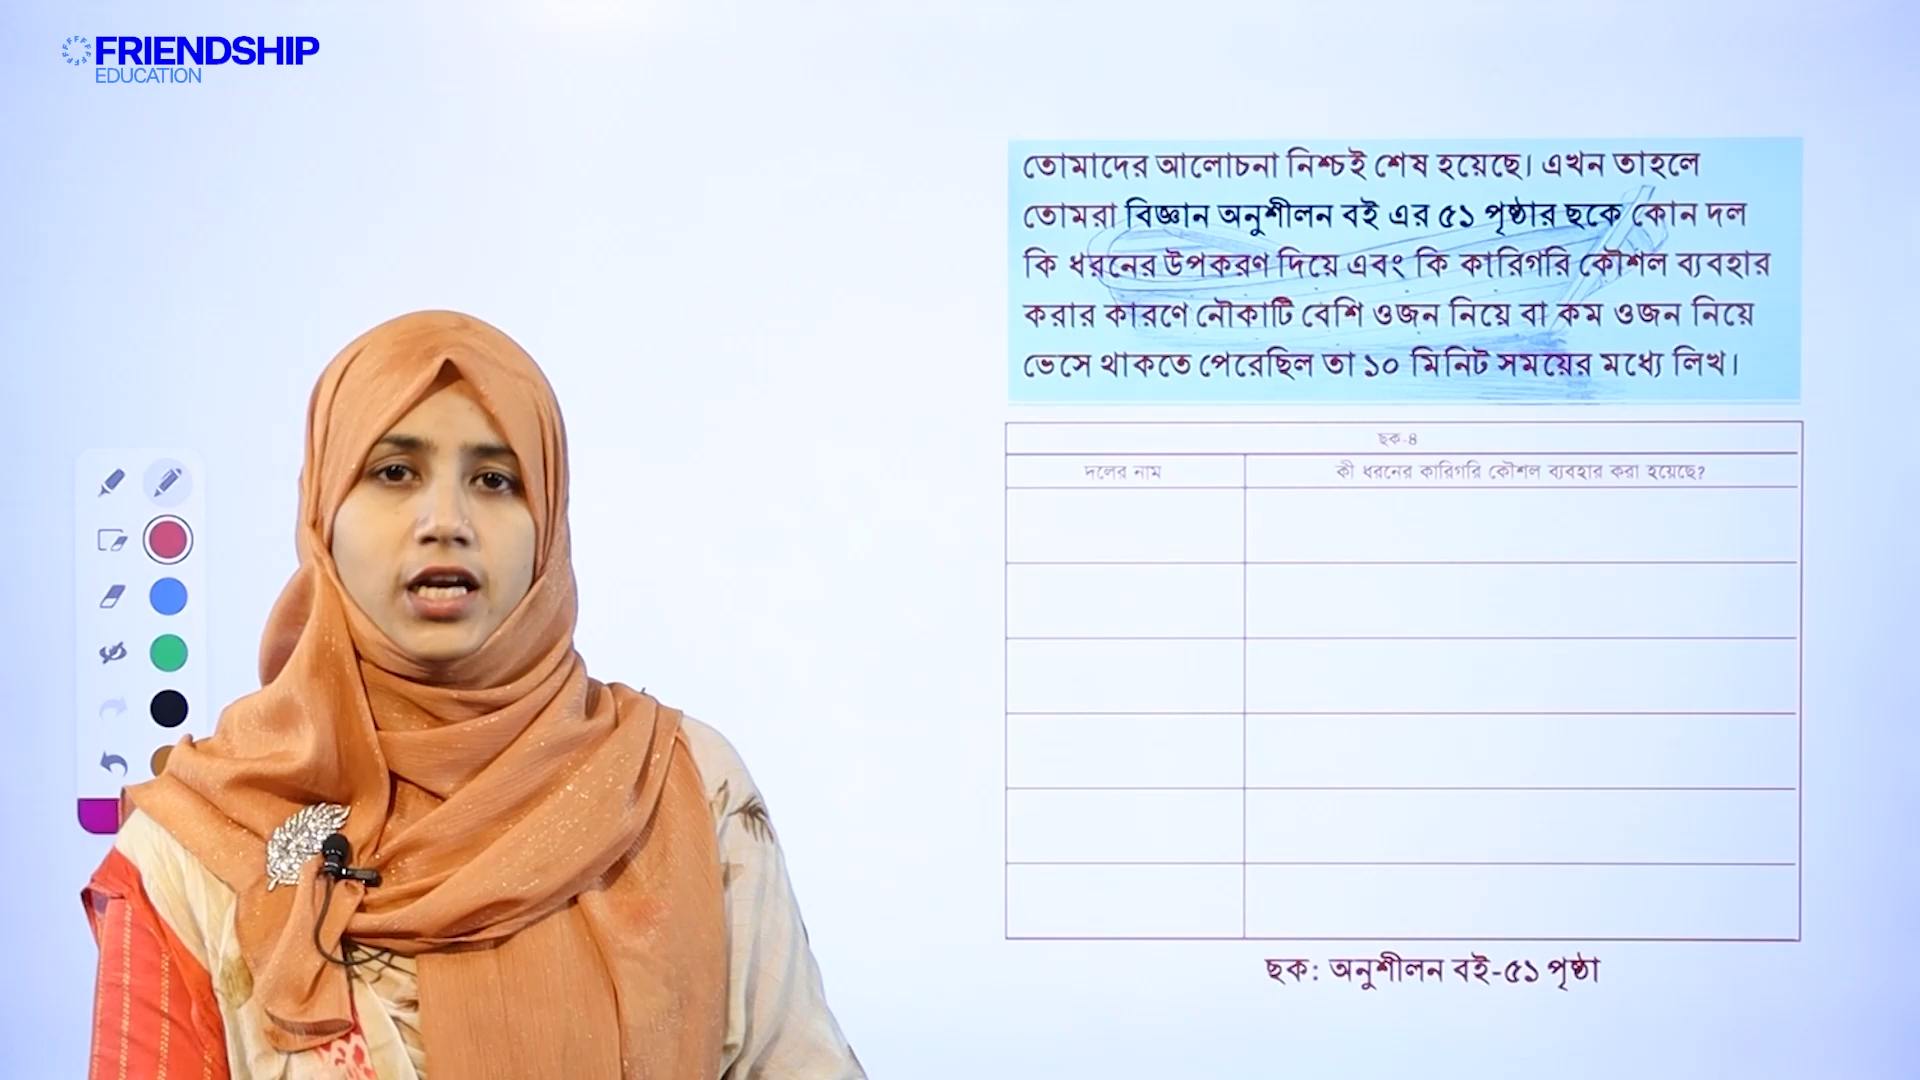 FRIENDSHIP
EDUCATION
তোমাদের আলোচনা নিশ্চই শেষ হয়েছে। এখন তাহলে
তোমরা বিজ্ঞান অনুশীলন বই এর ৫১ পৃষ্ঠার ছকে কোন দল
কি ধরনের উপকরণ দিয়ে এবং কি কারিগরি কৌশল ব্যবহার
করার কারণে নৌকাটি বেশি ওজন নিয়ে বা কম ওজন নিয়ে
ভেসে থাকতে পেরেছিল তা ১০ মিনিট সময়ের মধ্যে লিখ।
ছক-৪
দলের নাম কী ধরনের কারিগরি কৌশল ব্যবহার করা হয়েছে?
ছক: অনুশীলন বই-৫১ পৃষ্ঠা